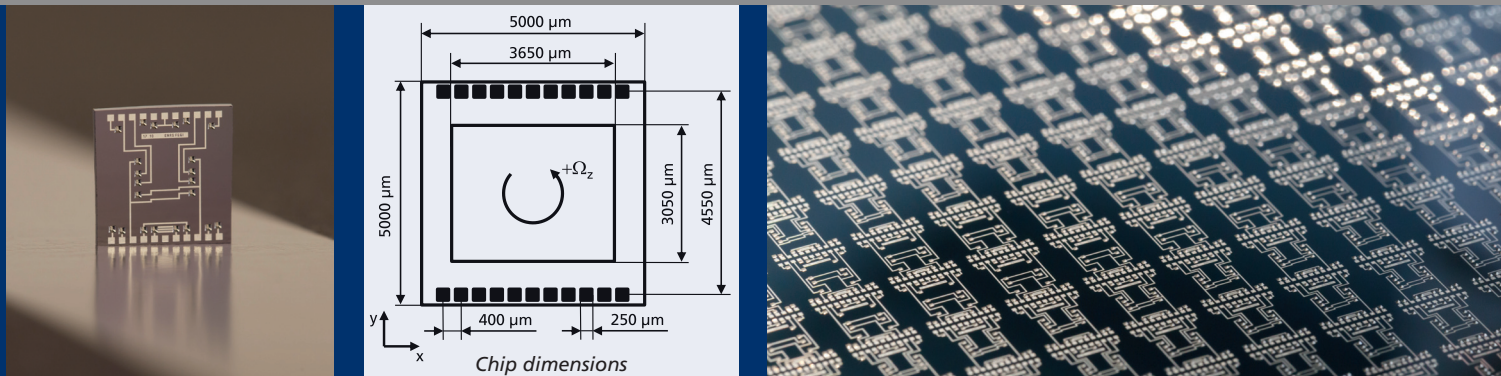 5000 µm
3650 µm
+Ωz
5000 µm
3050 µm
4550 µm
400 µm
250 µm
y
x
Chip dimensions